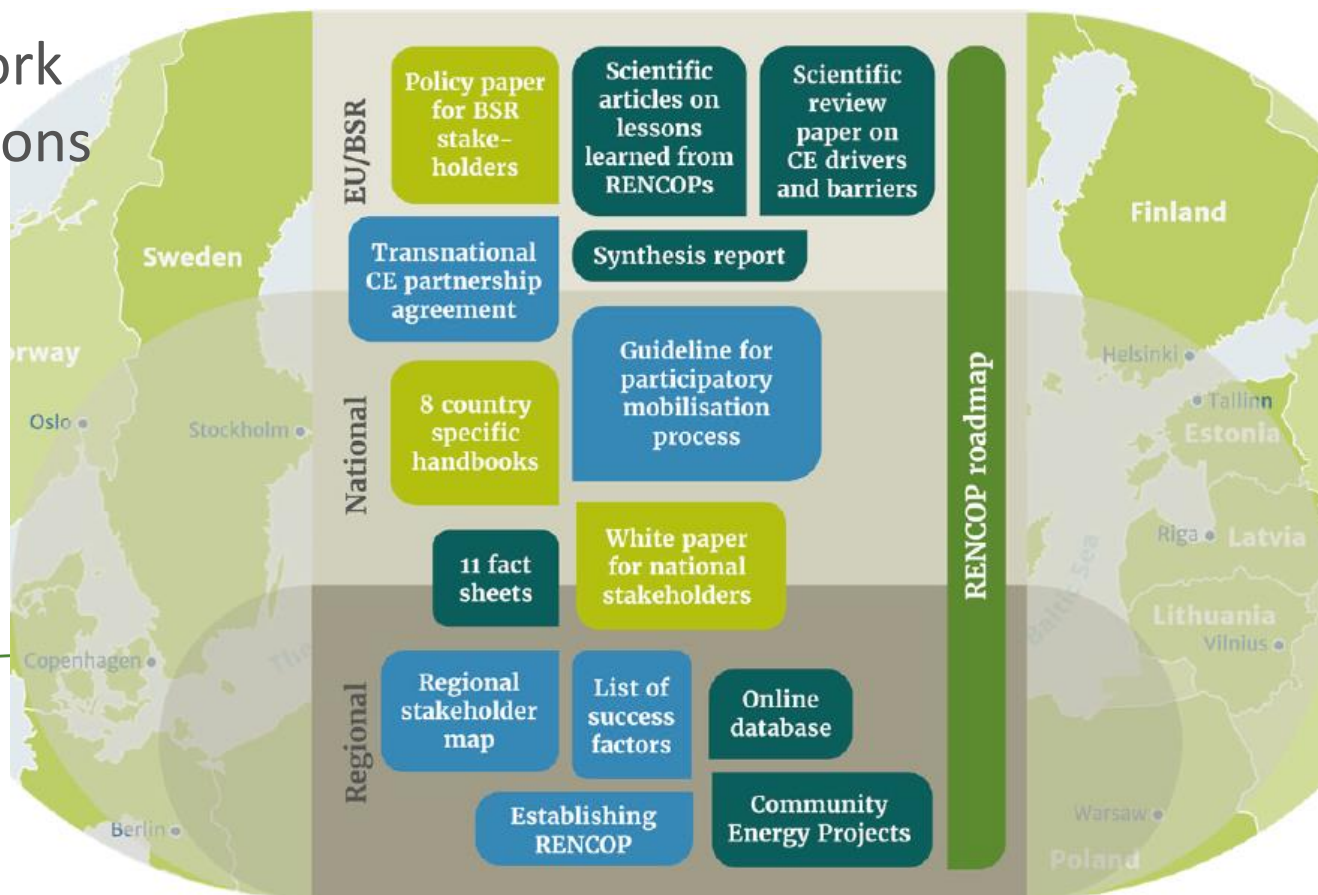 ork
ons
EU/BSR
Policy paper
for BSR
stake-
holders
Scientific
articles on
lessons
learned from
RENCOPs
Scientific
review
paper on
CE drivers
and barriers
Transnational
CE partnership
agreement
Synthesis report
National
8 country
specific
handbooks
Guideline for
participatory
mobilisation
process
11 fact
sheets
White paper
for national
stakeholders
Regional
Regional
stakeholder
map
List of
success
factors
Online
database
Establishing
RENCOP
Community
Energy Projects
RENCOP roadmap
Sweden
Finland
orway
Oslo
Stockholm
Helsinki
Tallinn
Estonia
Riga
Latvia
Lithuania
Vilnius
Copenhagen
The
Baltic Sea
Berlin
Warsaw
Poland